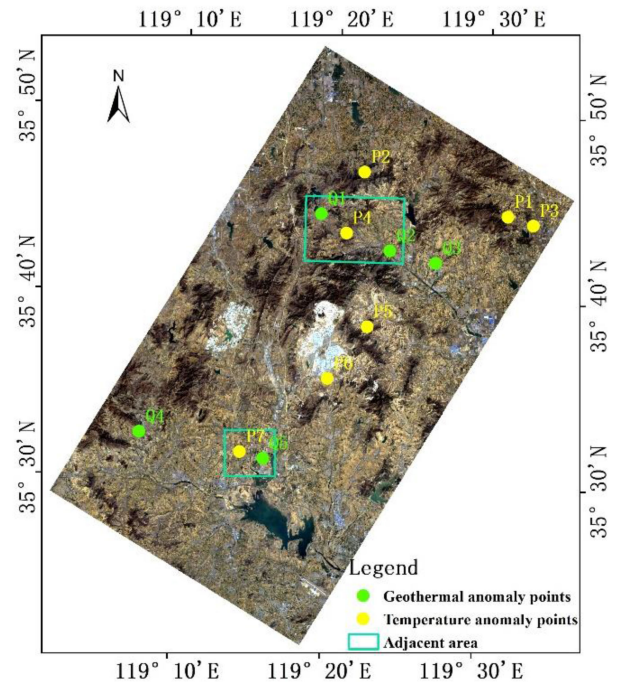 119° 10′E 119° 20′E 119° 30′E
N
35° 50′N
35° 50′N
P2
Q1
P4
P1
P3
Q2
Q3
35° 40′N
35° 40′N
P5
P6
Q4
P7
Q5
35° 30′N
35° 30′N
Legend
Geothermal anomaly points
Temperature anomaly points
Adjacent area
119° 10′E 119° 20′E 119° 30′E